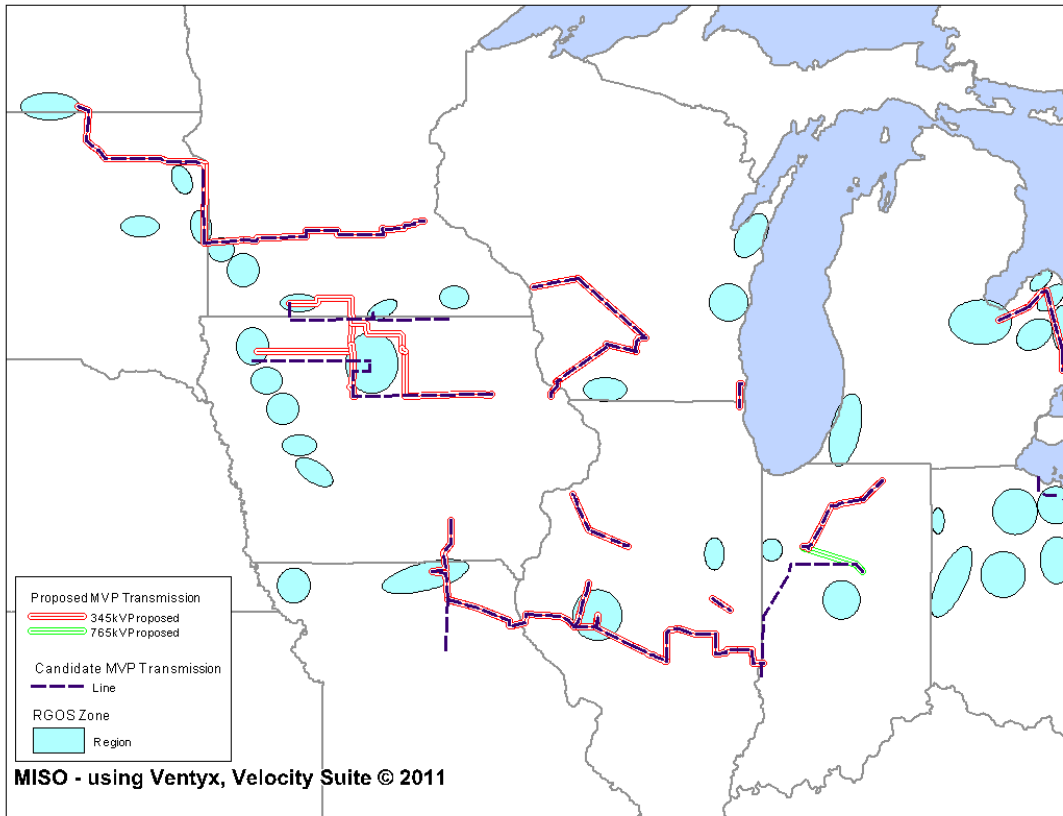 Proposed MVP Transmission
345kVProposed
765kVProposed
Candidate MVP Transmission
Line
RGOS Zone
Region
MISO - using Ventyx, Velocity Suite © 2011